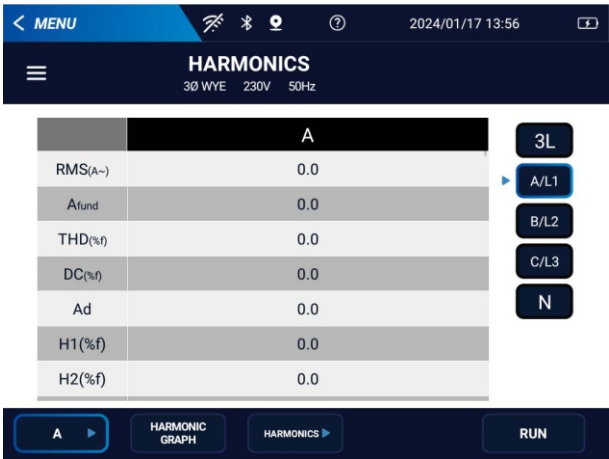 < MENU
2024/01/17 13:56
HARMONICS
3Ø WYE 230V 50Hz
A
RMS(A~) 0.0
Afund 0.0
THD(%f) 0.0
DC(%f) 0.0
Ad 0.0
H1(%f) 0.0
H2(%f) 0.0
3L
A/L1
B/L2
C/L3
N
A
HARMONIC
GRAPH
HARMONICS
RUN